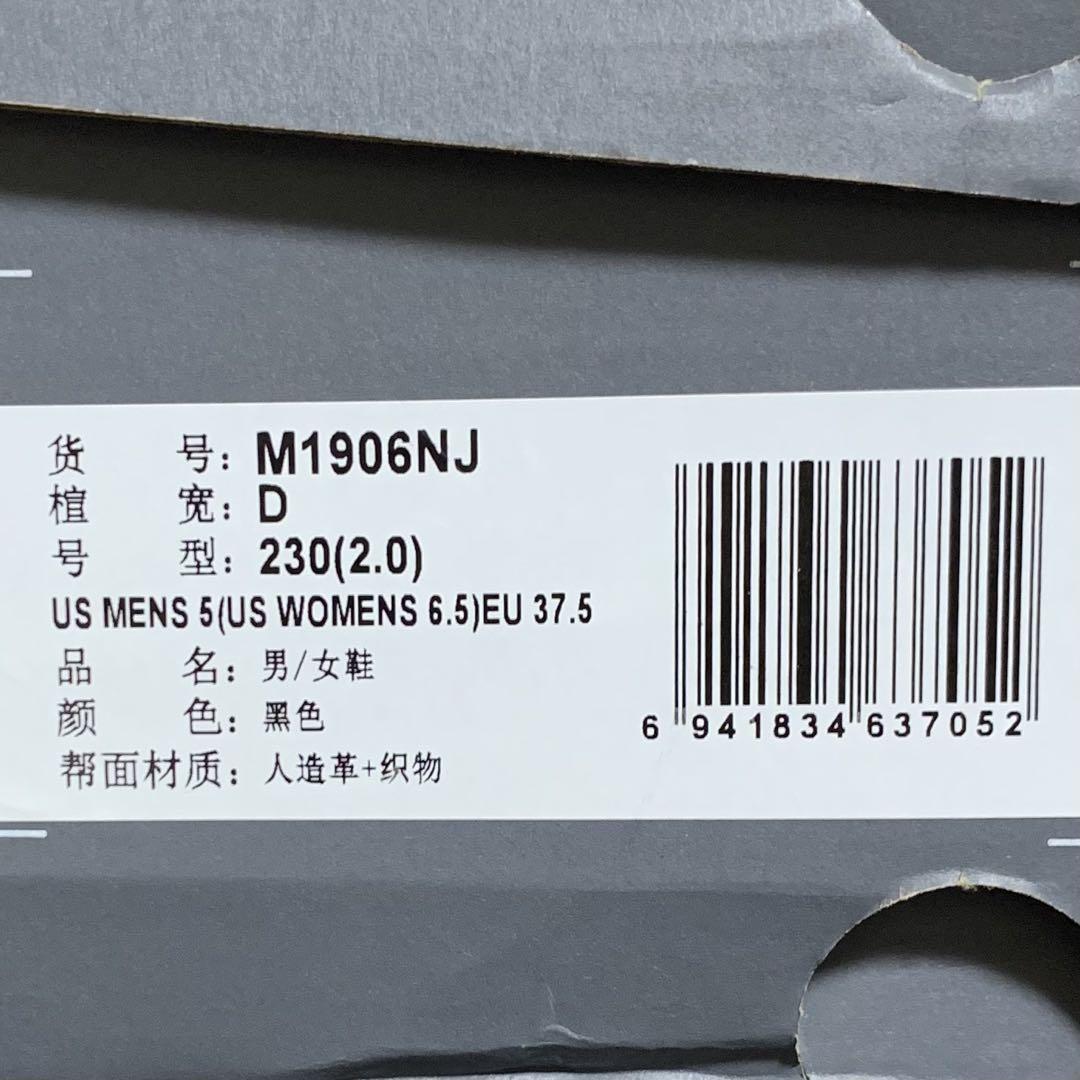 货 号: M1906NJ
楦 宽: D
号 型: 230(2.0)
US MENS 5(US WOMENS 6.5)EU 37.5
品 名: 男/女鞋
颜 色: 黑色
帮面材质: 人造革+织物
6 941834 637052